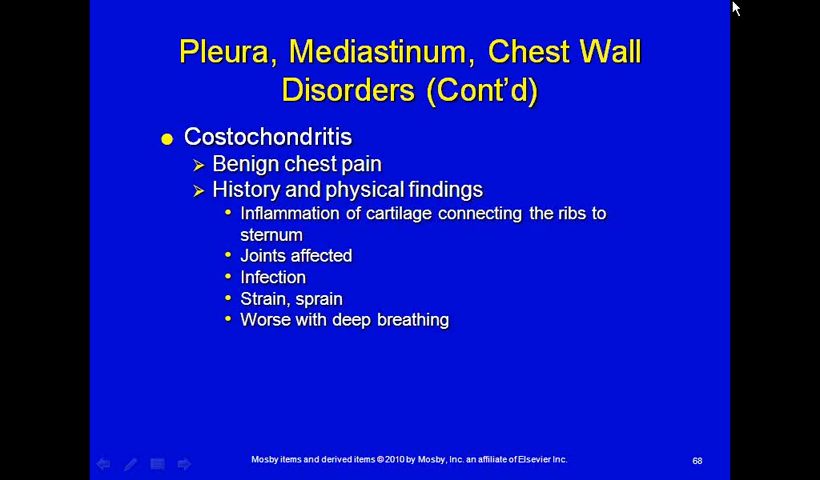 Pleura, Mediastinum, Chest Wall
Disorders (Cont'd)
Costochondritis
Benign chest pain
History and physical findings
Inflammation of cartilage connecting the ribs to
sternum
Joints affected
Infection
Strain, sprain
Worse with deep breathing
Mosby items and derived items © 2010 by Mosby, Inc. an affiliate of Elsevier Inc.
68